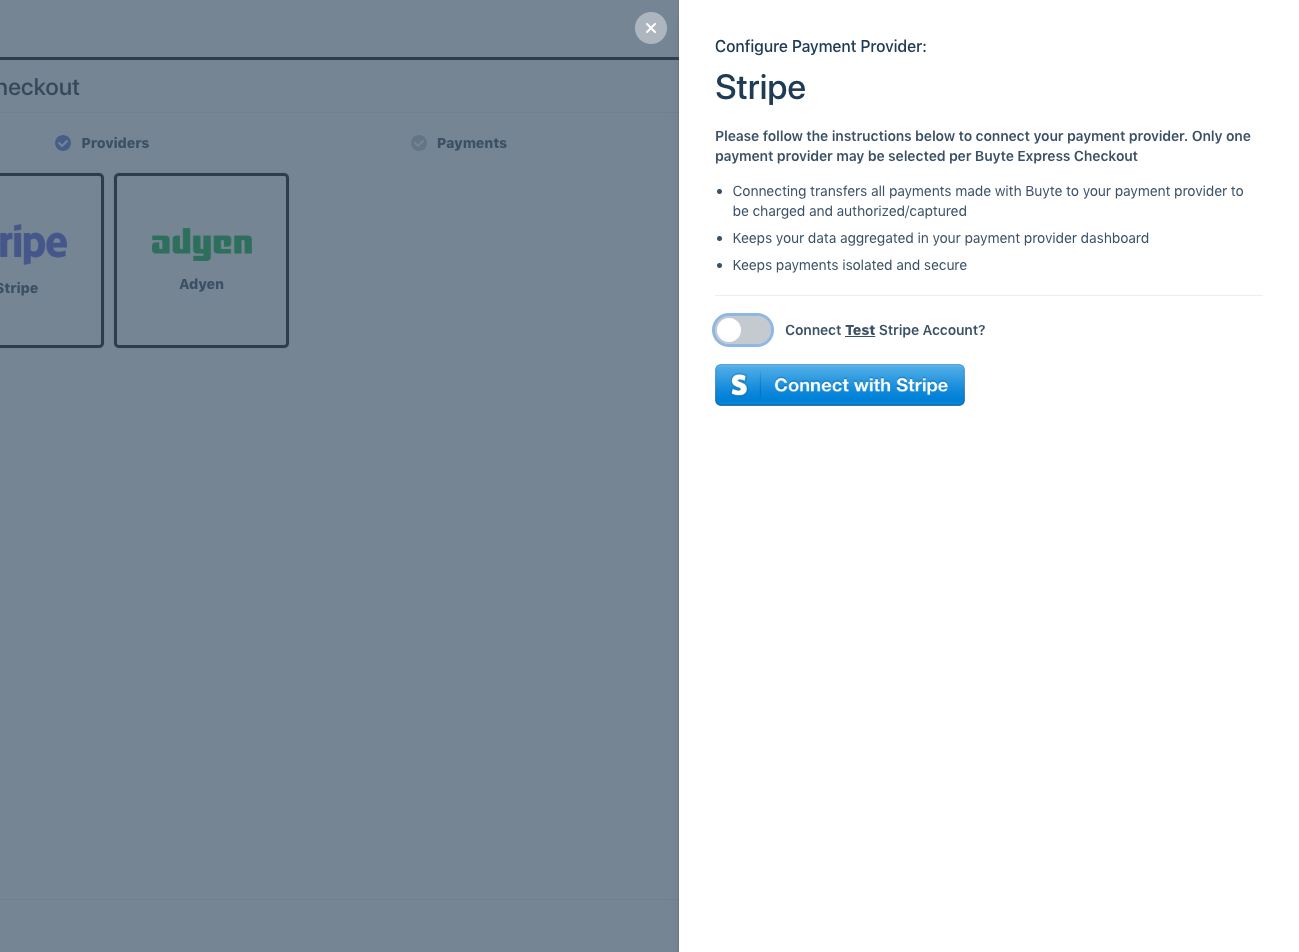 Configure Payment Provider:
heckout
Stripe
Providers
Payments
Please follow the instructions below to connect your payment provider. Only one
payment provider may be selected per Buyte Express Checkout
• Connecting transfers all payments made with Buyte to your payment provider to
be charged and authorized/captured
• Keeps your data aggregated in your payment provider dashboard
• Keeps payments isolated and secure
ripe
adyen
Stripe
Adyen
Connect Test Stripe Account?
S Connect with Stripe